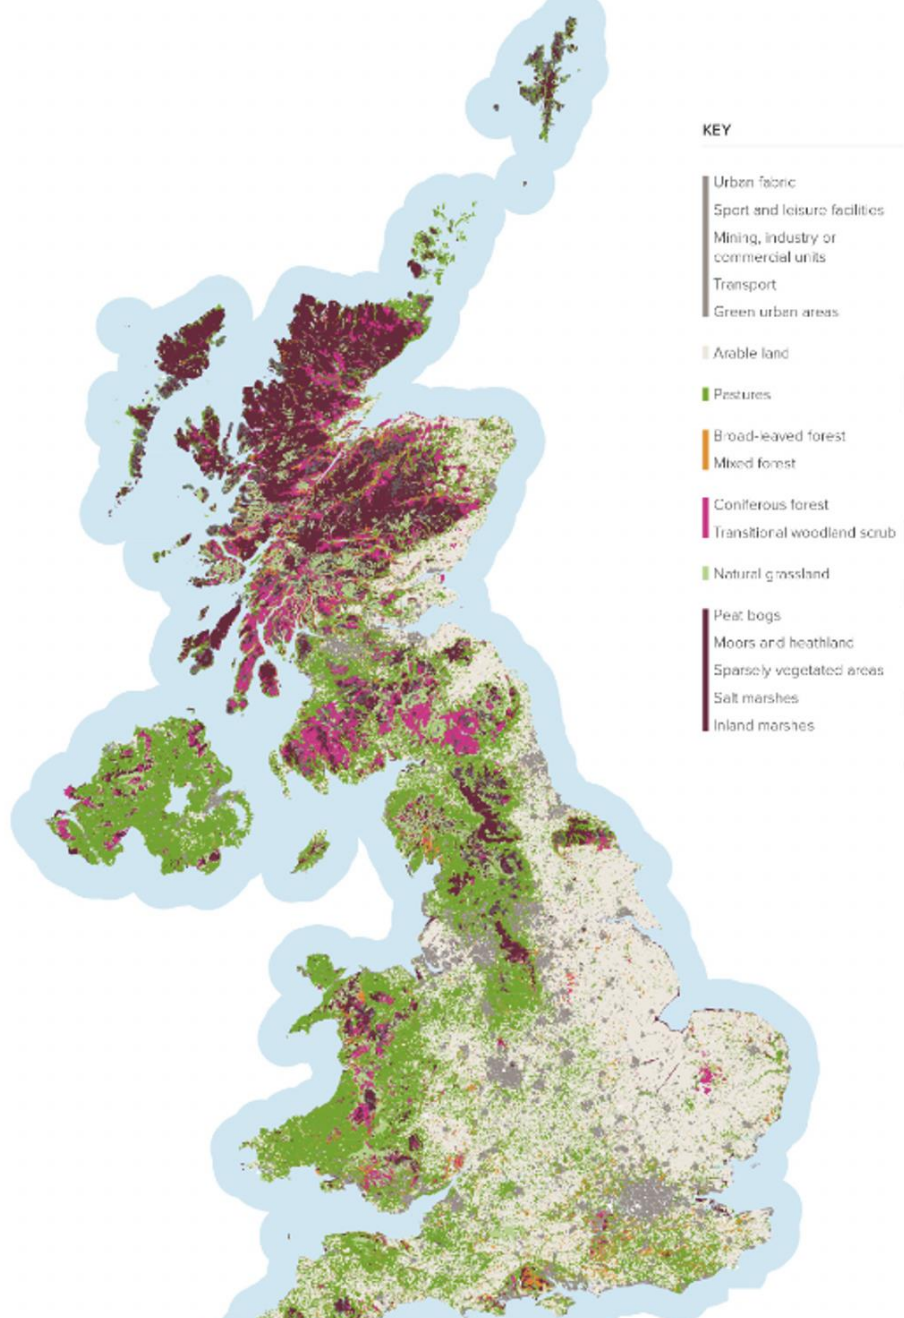 KEY
Urban fabric
Sport and leisure facilities
Mining, industry or
commercial units
Transport
Green urban areas
Arable land
Pastures
Broad-leaved forest
Mixed forest
Coniferous forest
Transitional woodland scrub
Natural grassland
Peat bogs
Moors and heathland
Sparsely vegetated areas
Salt marshes
Inland marshes